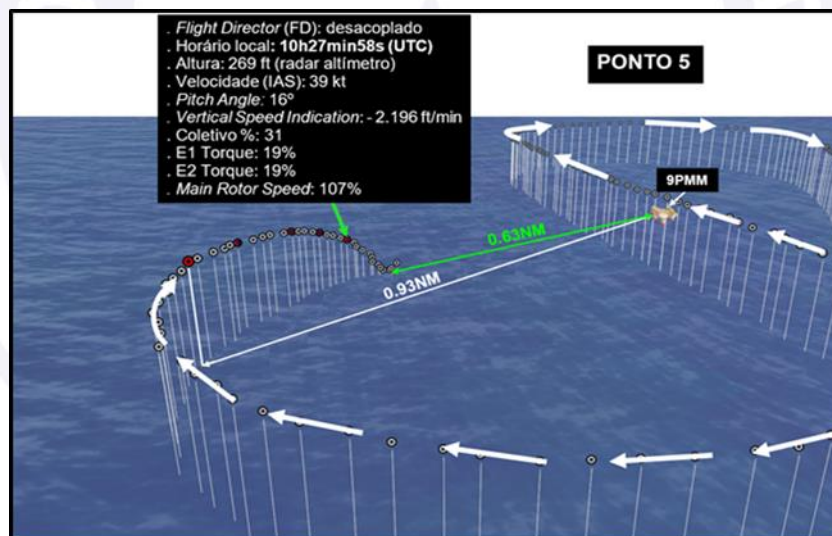 . Flight Director (FD): desacoplado
. Horário local: 10h27min58s (UTC)
. Altura: 269 ft (radar altímetro)
. Velocidade (IAS): 39 kt
. Pitch Angle: 16º
. Vertical Speed Indication: - 2.196 ft/min
. Coletivo %: 31
. E1 Torque: 19%
. E2 Torque: 19%
. Main Rotor Speed: 107%
PONTO 5
9PMM
0.63NM
0.93NM